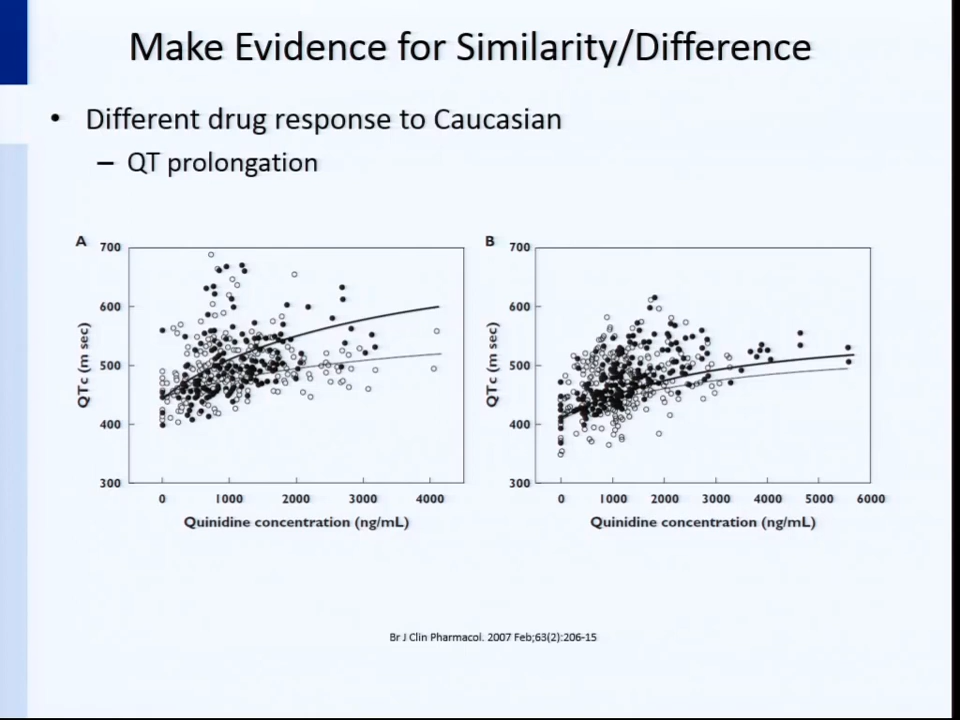 Make Evidence for Similarity/Difference
• Different drug response to Caucasian
– QT prolongation
A
700
600
500
400
300
QTc (m sec)
0 1000 2000 3000 4000
Quinidine concentration (ng/mL)
B
700
600
500
400
300
QTc (m sec)
0 1000 2000 3000 4000 5000 6000
Quinidine concentration (ng/mL)
Br J Clin Pharmacol. 2007 Feb;63(2):206-15